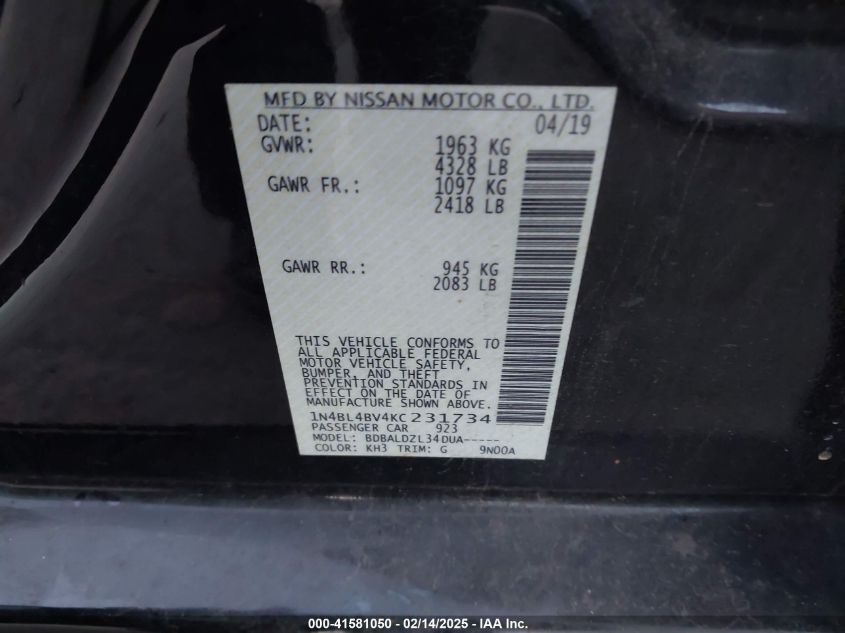 MFD BY NISSAN MOTOR CO., LTD.
DATE: 04/19
GVWR: 1963 KG
4328 LB
GAWR FR.: 1097 KG
2418 LB
GAWR RR.: 945 KG
2083 LB
THIS VEHICLE CONFORMS TO
ALL APPLICABLE FEDERAL
MOTOR VEHICLE SAFETY,
BUMPER, AND THEFT
PREVENTION STANDARDS IN
EFFECT ON THE DATE OF
MANUFACTURE SHOWN ABOVE.
1N4BL4BV4KC231734
PASSENGER CAR 923
MODEL: BDBALDZL34DUA-----
COLOR: KH3 TRIM: G 9N00A
000-41581050 - 02/14/2025 - IAA Inc.